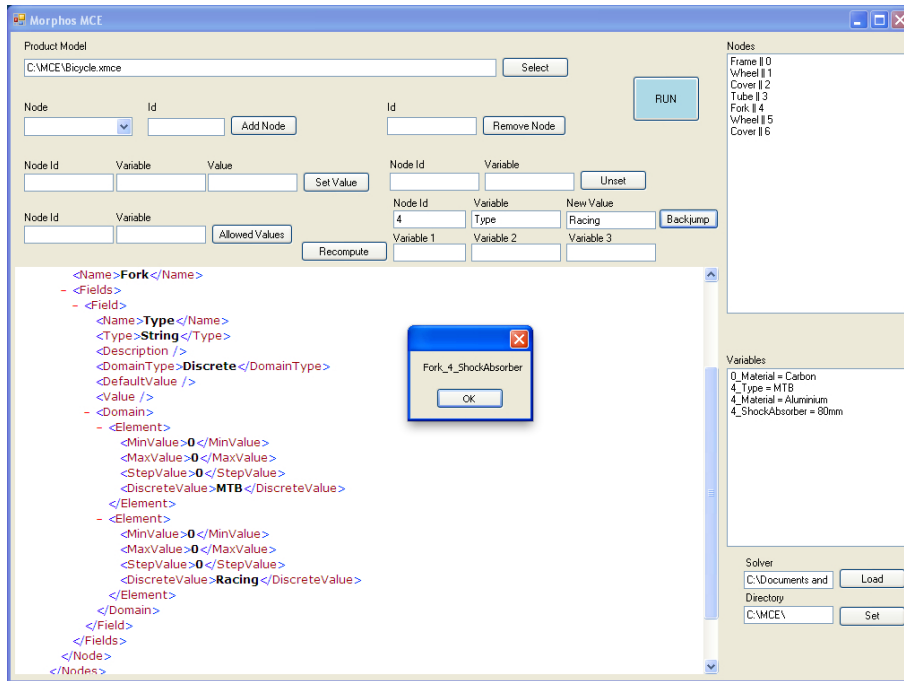 Morphos MCE
Product Model
C:\MCE\Bicycle.xmce
Select
RUN
Node
Id
Add Node
Id
Remove Node
Node Id
Variable
Value
Set Value
Node Id
Variable
Unset
Node Id
Variable
New Value
4
Type
Racing
Backjump
Node Id
Variable
Allowed Values
Recompute
Variable 1
Variable 2
Variable 3
<Name>Fork</Name>
− <Fields>
− <Field>
<Name>Type</Name>
<Type>String</Type>
<Description />
<DomainType>Discrete</DomainType>
<DefaultValue />
<Value />
− <Domain>
− <Element>
<MinValue>0</MinValue>
<MaxValue>0</MaxValue>
<StepValue>0</StepValue>
<DiscreteValue>MTB</DiscreteValue>
</Element>
− <Element>
<MinValue>0</MinValue>
<MaxValue>0</MaxValue>
<StepValue>0</StepValue>
<DiscreteValue>Racing</DiscreteValue>
</Element>
</Domain>
</Field>
</Fields>
</Node>
</Nodes>
Fork_4_ShockAbsorber
OK
Nodes
Frame || 0
Wheel || 1
Cover || 2
Tube || 3
Fork || 4
Wheel || 5
Cover || 6
Variables
0_Material = Carbon
4_Type = MTB
4_Material = Aluminium
4_ShockAbsorber = 80mm
Solver
C:\Documents and
Load
Directory
C:\MCE\
Set